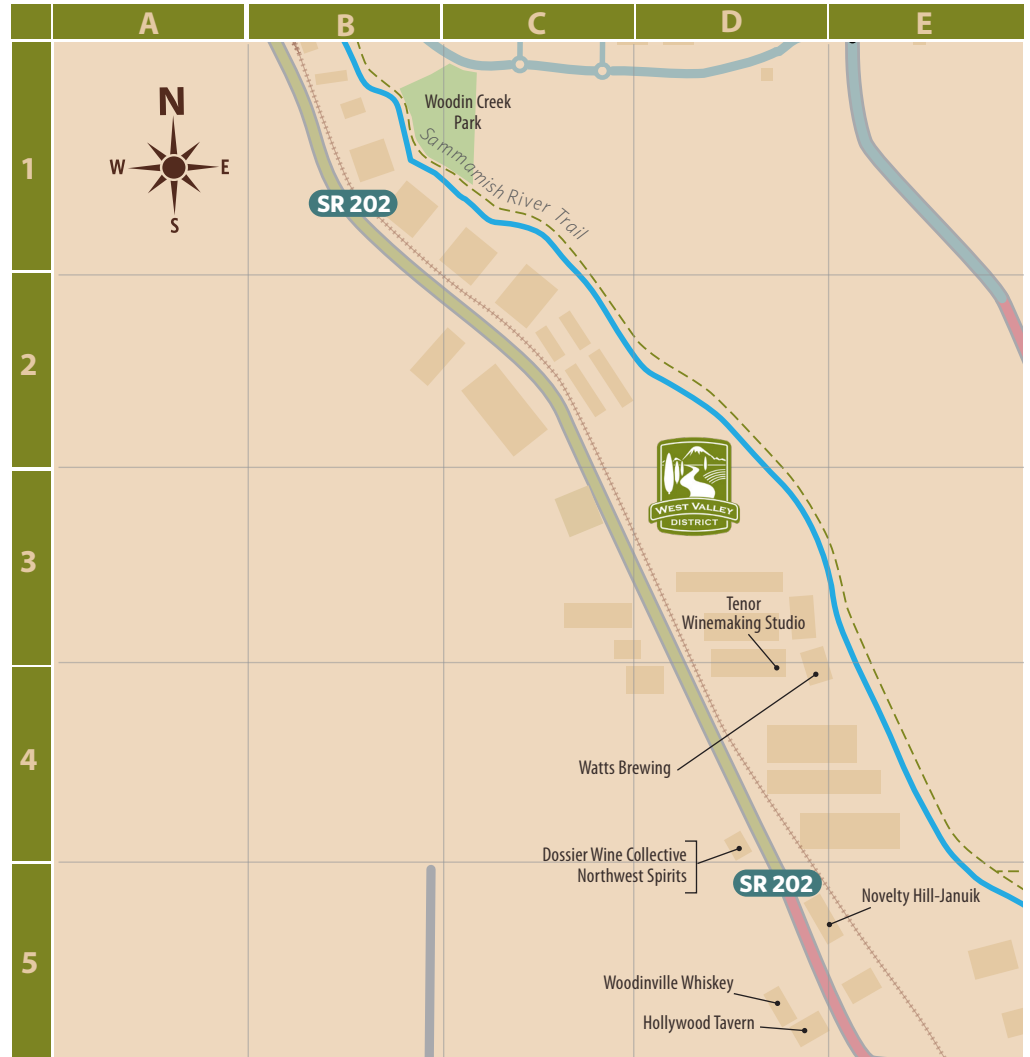 A
B
C
D
E
1
2
3
4
5
N
W
E
S
Woodin Creek
Park
Sammamish River Trail
SR 202
WEST VALLEY
DISTRICT
Tenor
Winemaking Studio
Watts Brewing
Dossier Wine Collective
Northwest Spirits
SR 202
Novelty Hill-Januik
Woodinville Whiskey
Hollywood Tavern